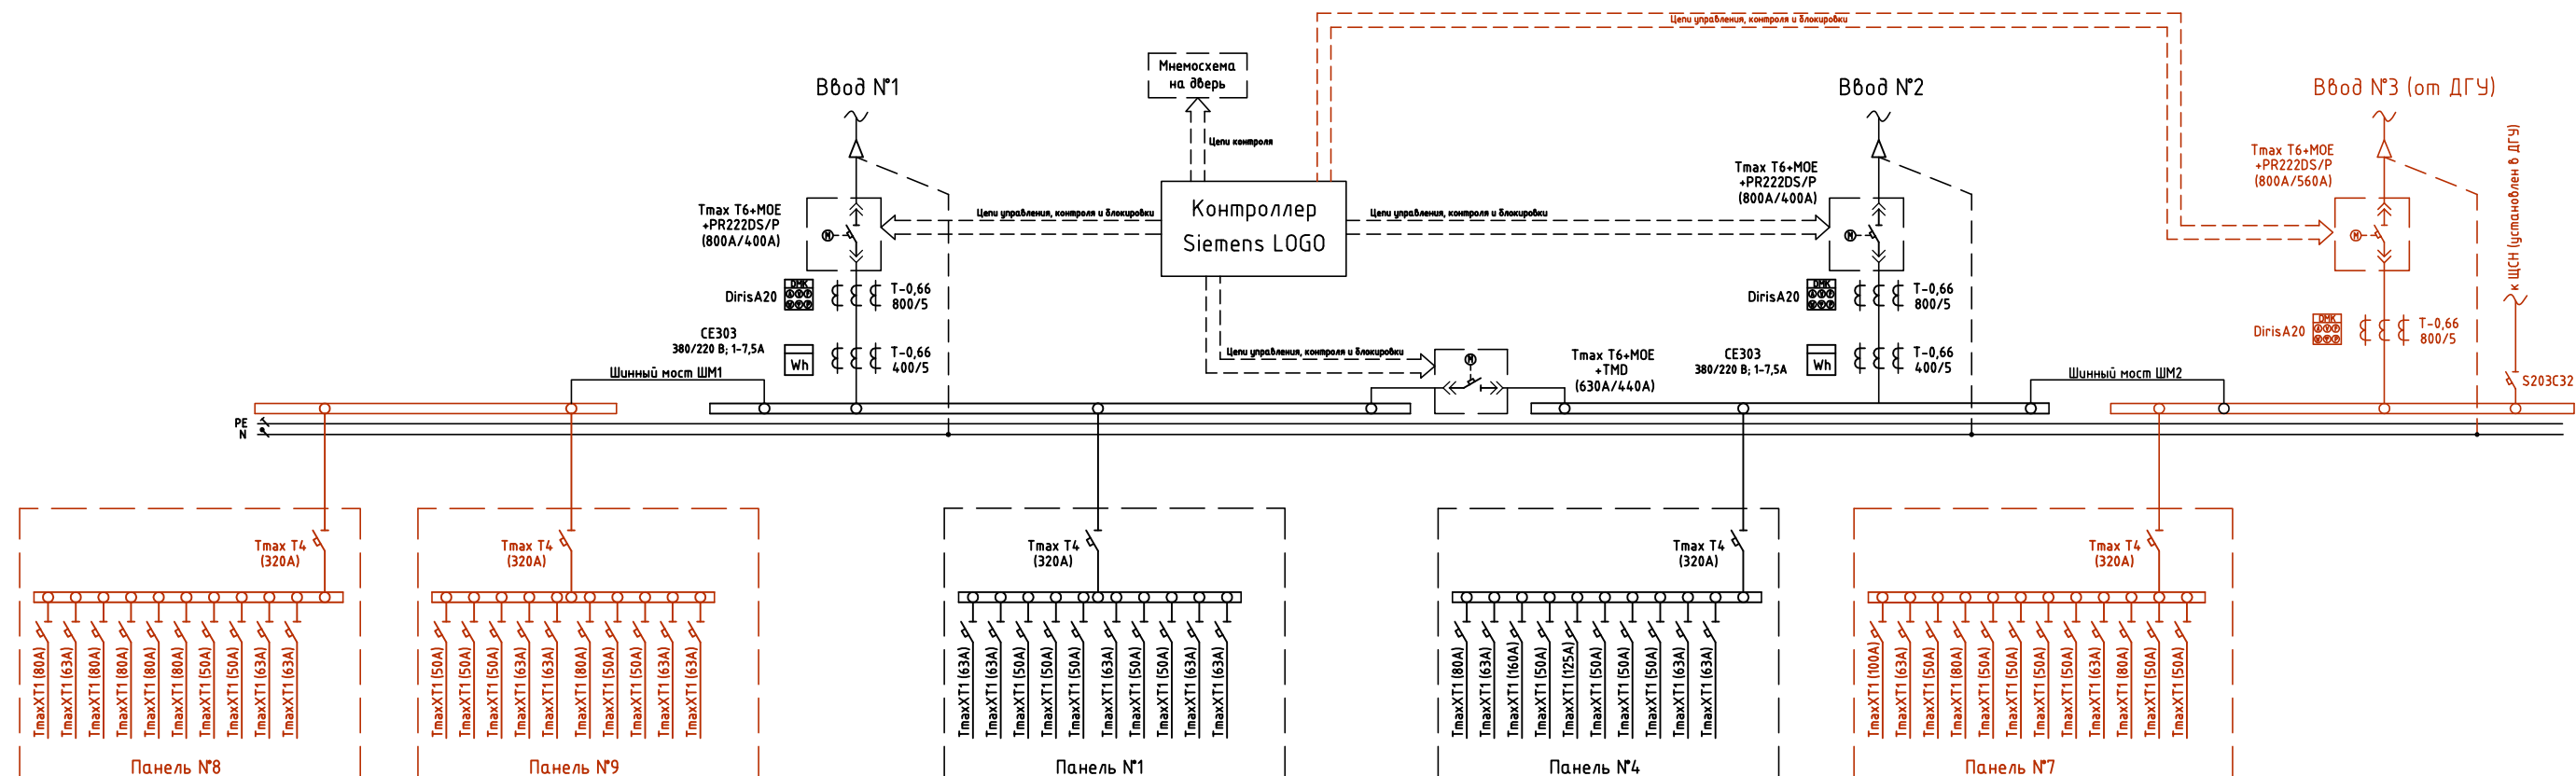 Цепи управления, контроля и блокировки
Мнемосхема
на дверь
Ввод №1
Ввод №2
Ввод №3 (от ДГУ)
Цепи контроля
к ЩСН (установлен в ДГУ)
Tmax T6+MOE
+PR222DS/P
(800A/400A)
Цепи управления, контроля и блокировки
Контроллер
Siemens LOGO
Цепи управления, контроля и блокировки
Tmax T6+MOE
+PR222DS/P
(800A/400A)
Tmax T6+MOE
+PR222DS/P
(800A/560A)
M
M
M
DirisA20
DMK
T-0,66
800/5
DirisA20
DMK
T-0,66
800/5
DirisA20
DMK
T-0,66
800/5
CE303
380/220 В; 1-7,5А
Wh
T-0,66
400/5
Цепи управления, контроля и блокировки
M
Tmax T6+MOE
+TMD
(630A/440A)
CE303
380/220 В; 1-7,5А
Wh
T-0,66
400/5
Шинный мост ШМ1
Шинный мост ШМ2
S203C32
PE
N
Tmax T4
(320A)
TmaxXT1 (80A)
TmaxXT1 (63A)
TmaxXT1 (80A)
TmaxXT1 (80A)
TmaxXT1 (80A)
TmaxXT1 (80A)
TmaxXT1 (50A)
TmaxXT1 (50A)
TmaxXT1 (63A)
TmaxXT1 (63A)
Панель №8
Tmax T4
(320A)
TmaxXT1 (50A)
TmaxXT1 (50A)
TmaxXT1 (50A)
TmaxXT1 (63A)
TmaxXT1 (63A)
TmaxXT1 (80A)
TmaxXT1 (50A)
TmaxXT1 (50A)
TmaxXT1 (63A)
TmaxXT1 (63A)
Панель №9
Tmax T4
(320A)
TmaxXT1 (63A)
TmaxXT1 (63A)
TmaxXT1 (50A)
TmaxXT1 (50A)
TmaxXT1 (50A)
TmaxXT1 (63A)
TmaxXT1 (50A)
TmaxXT1 (50A)
TmaxXT1 (63A)
TmaxXT1 (63A)
Панель №1
Tmax T4
(320A)
TmaxXT1 (80A)
TmaxXT1 (63A)
TmaxXT1 (160A)
TmaxXT1 (50A)
TmaxXT1 (125A)
TmaxXT1 (50A)
TmaxXT1 (50A)
TmaxXT1 (50A)
TmaxXT1 (63A)
TmaxXT1 (63A)
Панель №4
Tmax T4
(320A)
TmaxXT1 (100A)
TmaxXT1 (63A)
TmaxXT1 (50A)
TmaxXT1 (80A)
TmaxXT1 (50A)
TmaxXT1 (50A)
TmaxXT1 (50A)
TmaxXT1 (50A)
TmaxXT1 (63A)
TmaxXT1 (80A)
TmaxXT1 (50A)
TmaxXT1 (50A)
Панель №7